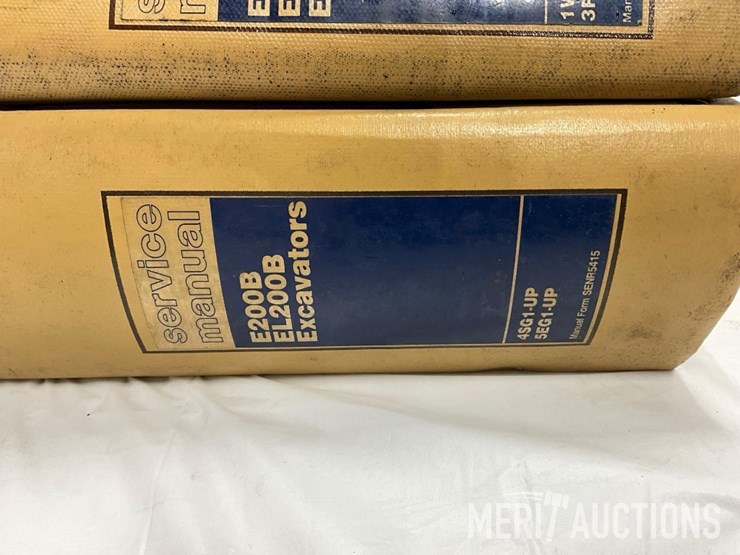 service
manual
E200B
EL200B
Excavators
4SG1-UP
5EG1-UP
Manual Form SENR5415
MERIT AUCTIONS